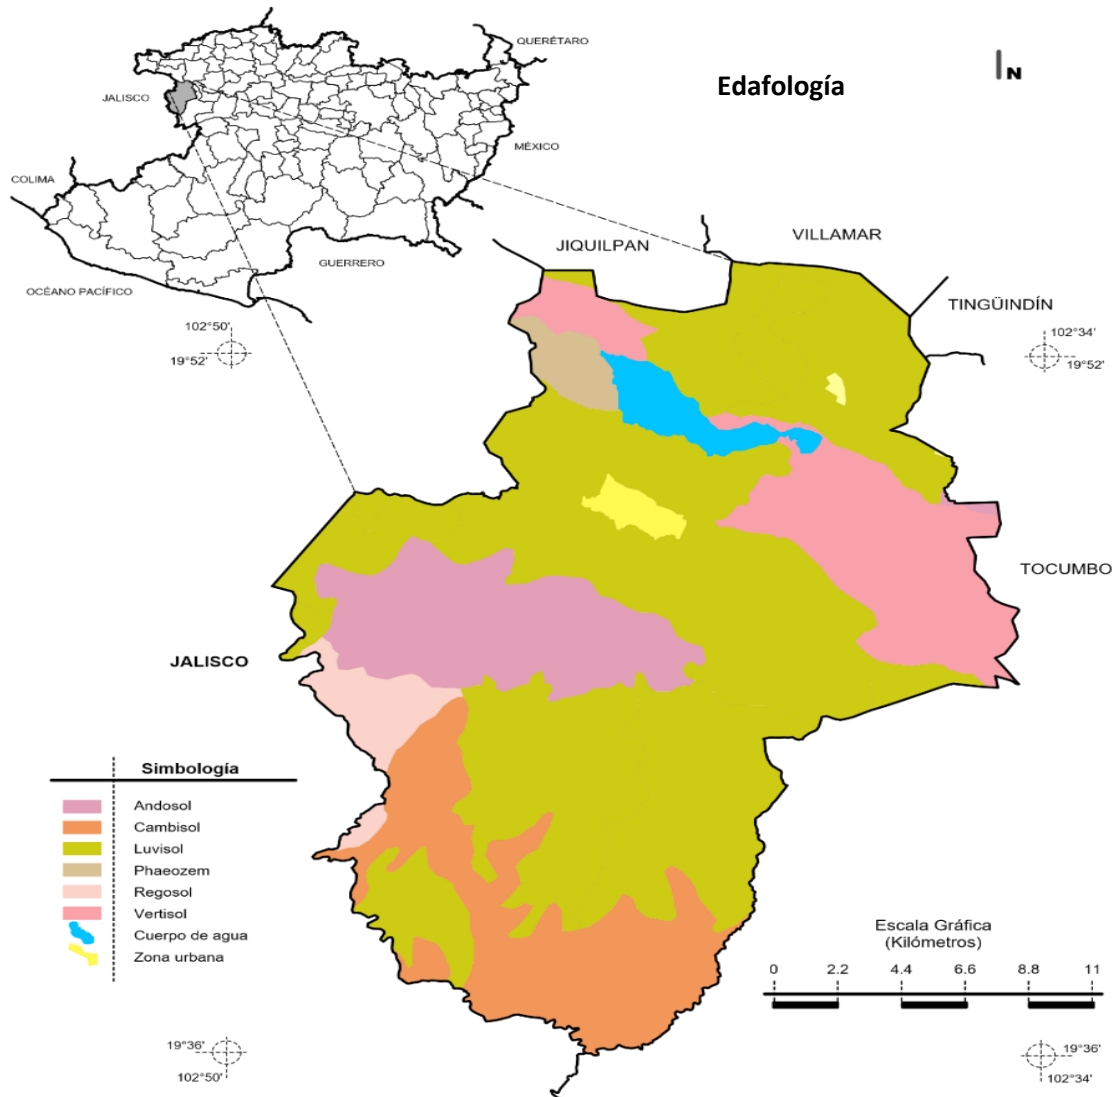 QUERÉTARO
Edafología
N
JALISCO
MÉXICO
COLIMA
GUERRERO
OCÉANO PACÍFICO
JIQUILPAN
VILLAMAR
TINGÜINDÍN
102°50'
19°52'
102°34'
19°52'
TOCUMBO
JALISCO
Simbología
Andosol
Cambisol
Luvisol
Phaeozem
Regosol
Vertisol
Cuerpo de agua
Zona urbana
Escala Gráfica
(Kilómetros)
0 2.2 4.4 6.6 8.8 11
19°36'
102°50'
19°36'
102°34'